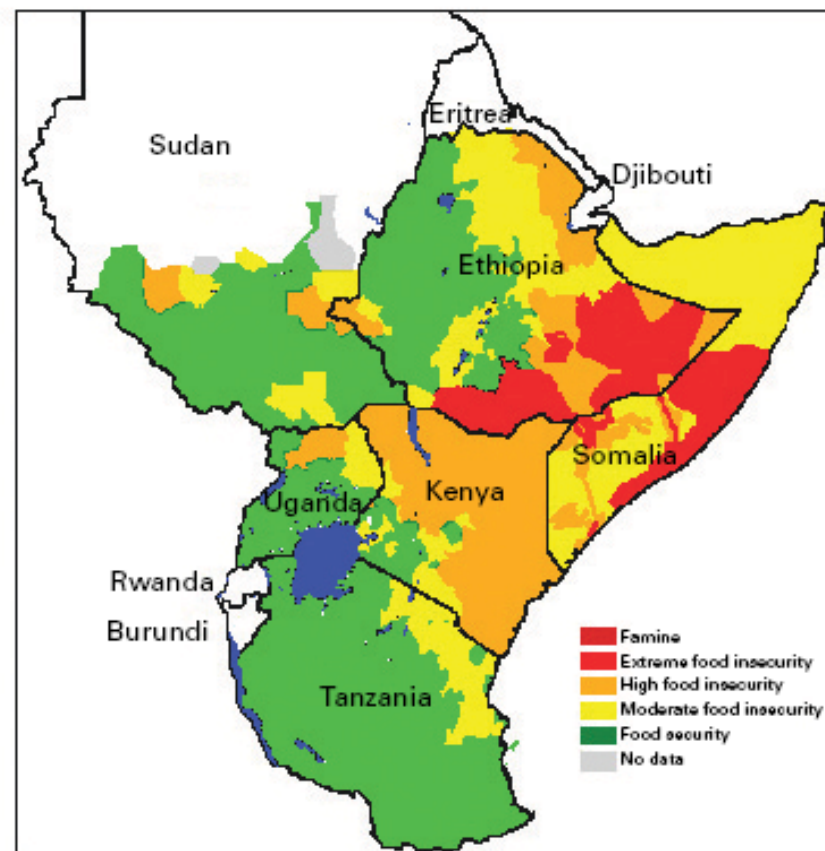 Eritrea
Sudan
Djibouti
Ethiopia
Somalia
Kenya
Uganda
Rwanda
Burundi
Tanzania
Famine
Extreme food insecurity
High food insecurity
Moderate food insecurity
Food security
No data